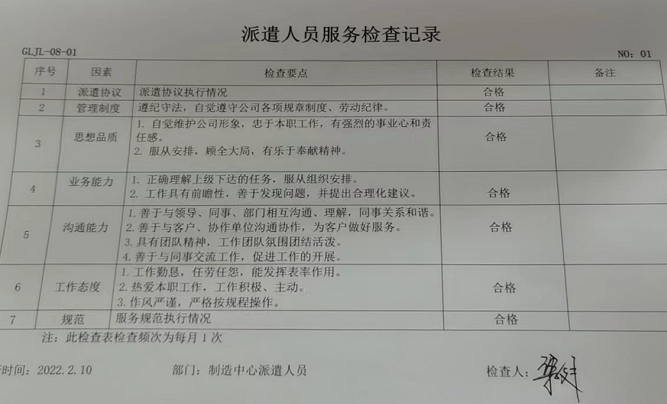 派遣人员服务检查记录
GLJL-08-01 NO: 01
序号 因素 检查要点 检查结果 备注
1 派遣协议 派遣协议执行情况 合格
2 管理制度 遵纪守法，自觉遵守公司各项规章制度、劳动纪律。 合格
3 思想品质 1. 自觉维护公司形象，忠于本职工作，有强烈的事业心和责 合格
任感。
2. 服从安排，顾全大局，有乐于奉献精神。
4 业务能力 1. 正确理解上级下达的任务，服从组织安排。 合格
2. 工作具有前瞻性，善于发现问题，并提出合理化建议。
5 沟通能力 1.善于与领导、同事、部门相互沟通、理解，同事关系和谐。 合格
2.善于与客户、协作单位沟通协作，为客户做好服务。
3.具有团队精神，工作团队氛围团结活泼。
4.善于与同事交流工作，促进工作的开展。
6 工作态度 1.工作勤恳，任劳任怨，能发挥表率作用。 合格
2.热爱本职工作，工作积极、主动。
3.作风严谨，严格按规程操作。
7 规范 服务规范执行情况 合格
注：此检查表检查频次为每月 1 次
时间：2022.2.10 部门：制造中心派遣人员 检查人：